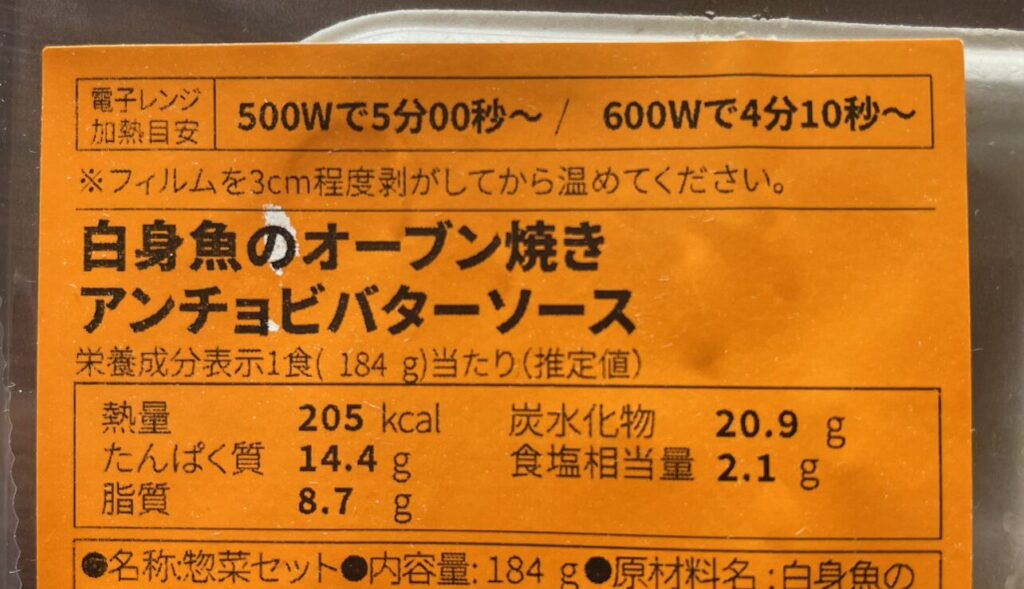 電子レンジ
加熱目安
500Wで5分00秒～ / 600Wで4分10秒～
※フィルムを3cm程度剥がしてから温めてください。
白身魚のオーブン焼き
アンチョビバターソース
栄養成分表示1食( 184 g)当たり(推定値)
熱量 205 kcal 炭水化物 20.9 g
たんぱく質 14.4 g 食塩相当量 2.1 g
脂質 8.7 g
●名称:惣菜セット●内容量: 184 g●原材料名:白身魚の